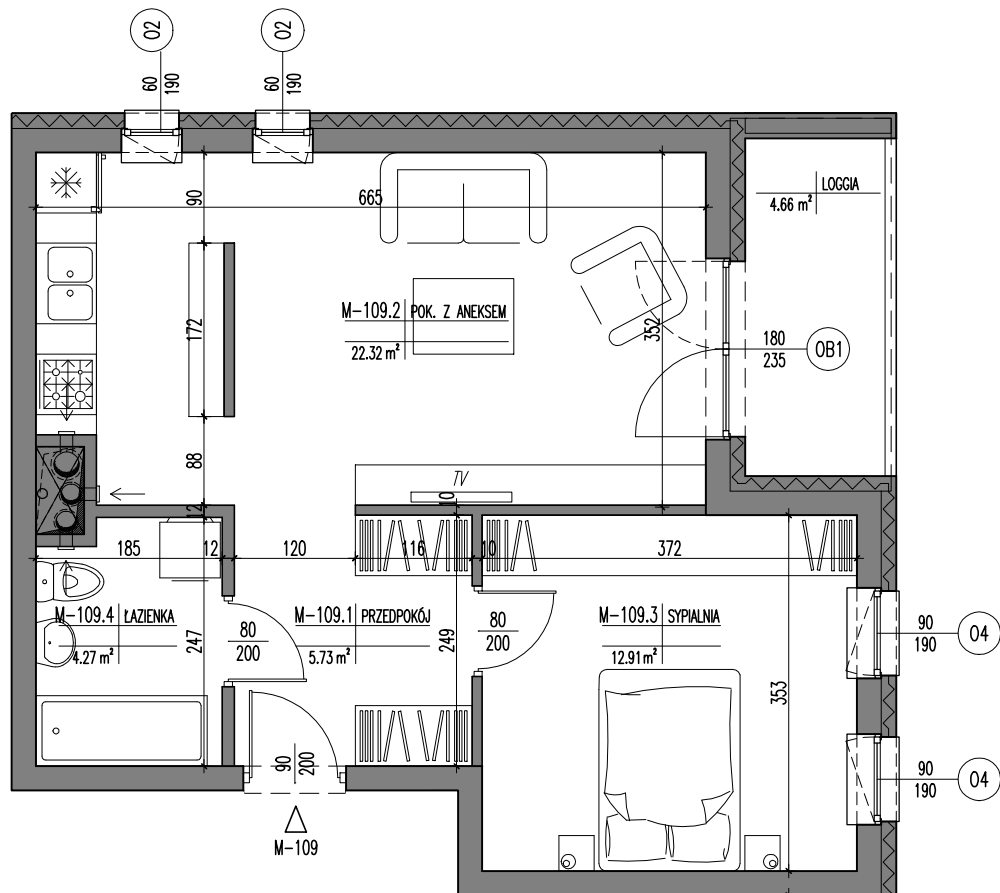 02
02
60
190
60
190
90
665
LOGGIA
4.66 m²
M-109.2 POK. Z ANEKSEM
22.32 m²
172
352
180
235
OB1
88
TV
10
12
185
12
120
116
10
372
M-109.4 ŁAZIENKA
4.27 m²
80
200
M-109.1 PRZEDPOKÓJ
5.73 m²
80
200
M-109.3 SYPIALNIA
12.91 m²
90
190
04
247
249
353
90
200
90
190
04
M-109